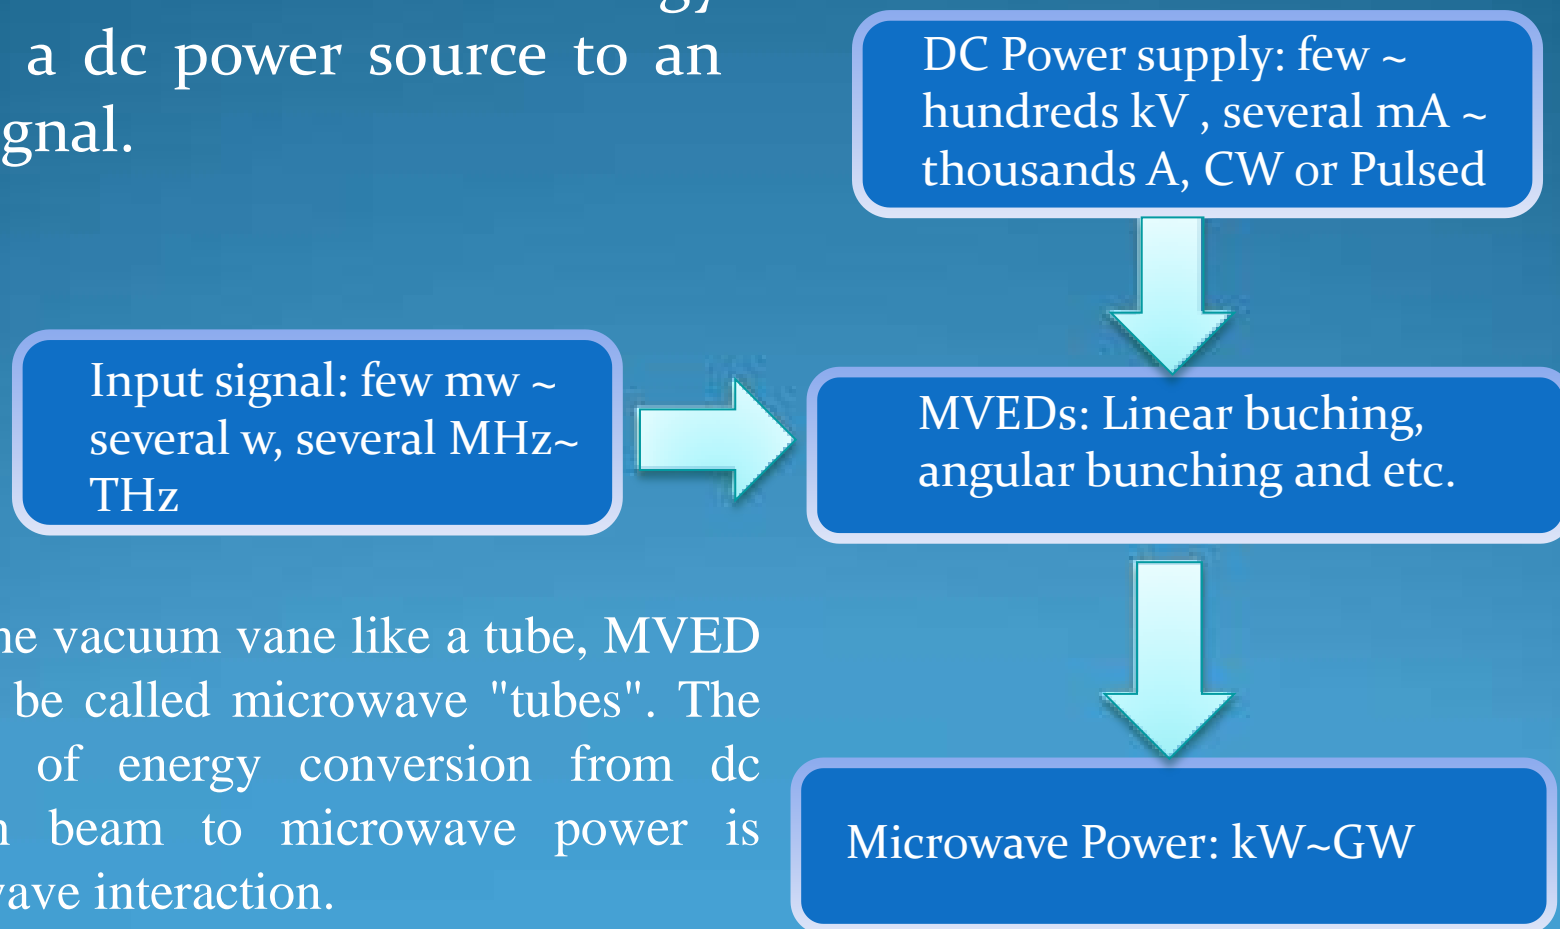 a dc power source to an
gnal.
DC Power supply: few ~
hundreds kV , several mA ~
thousands A, CW or Pulsed
Input signal: few mw ~
several w, several MHz~
THz
MVEDs: Linear buching,
angular bunching and etc.
ne vacuum vane like a tube, MVED
be called microwave "tubes". The
of energy conversion from dc
n beam to microwave power is
vave interaction.
Microwave Power: kW~GW